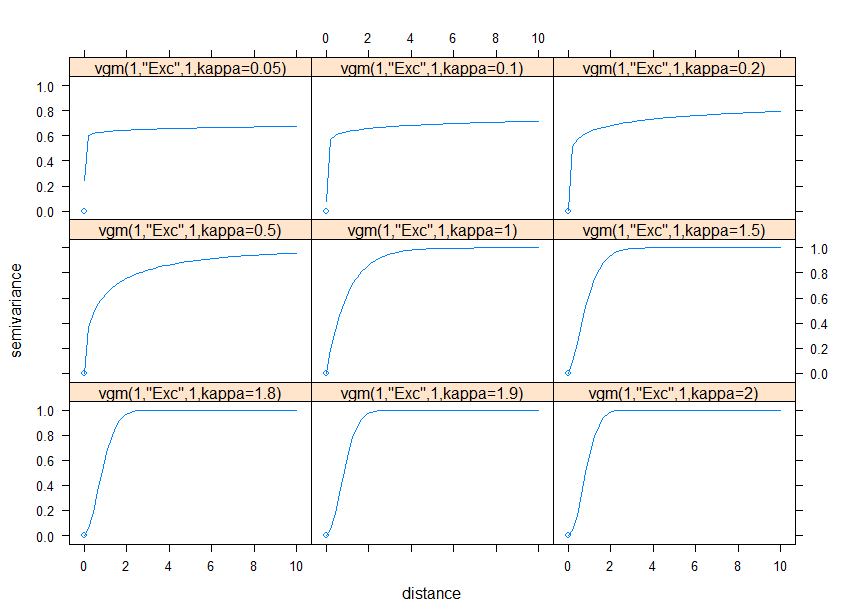 0 2 4 6 8 10
vgm(1,"Exc",1,kappa=0.05) vgm(1,"Exc",1,kappa=0.1) vgm(1,"Exc",1,kappa=0.2)
1.0
0.8
0.6
0.4
0.2
0.0
vgm(1,"Exc",1,kappa=0.5) vgm(1,"Exc",1,kappa=1) vgm(1,"Exc",1,kappa=1.5)
1.0
0.8
0.6
0.4
0.2
0.0
semivariance
vgm(1,"Exc",1,kappa=1.8) vgm(1,"Exc",1,kappa=1.9) vgm(1,"Exc",1,kappa=2)
1.0
0.8
0.6
0.4
0.2
0.0
0 2 4 6 8 10 0 2 4 6 8 10
distance